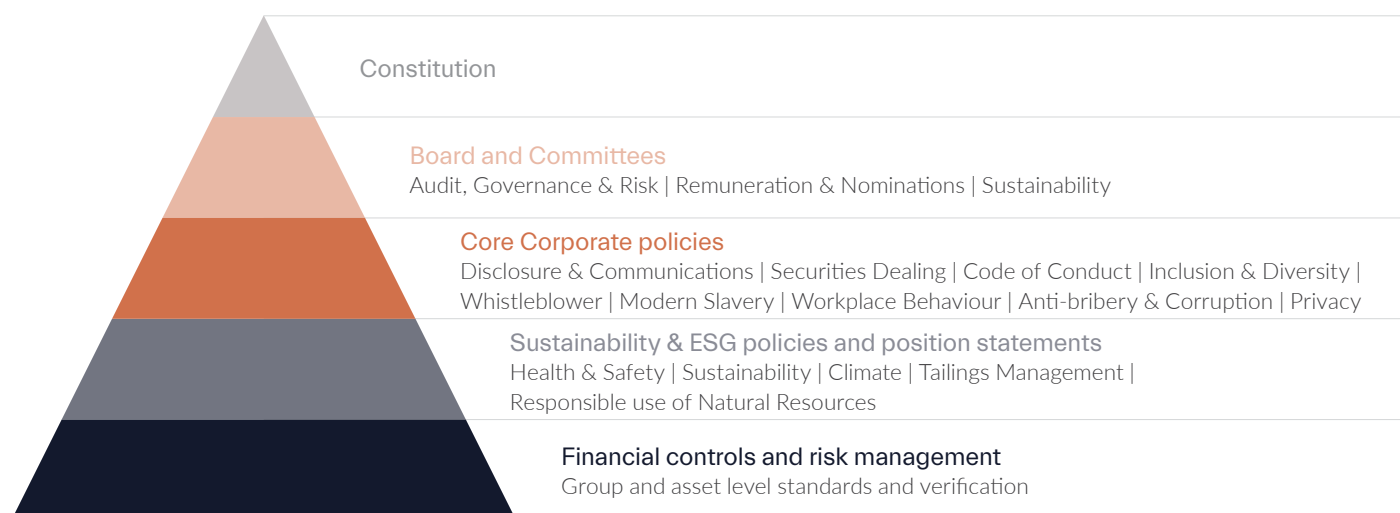 Constitution
Board and Committees
Audit, Governance & Risk | Remuneration & Nominations | Sustainability
Core Corporate policies
Disclosure & Communications | Securities Dealing | Code of Conduct | Inclusion & Diversity |
Whistleblower | Modern Slavery | Workplace Behaviour | Anti-bribery & Corruption | Privacy
Sustainability & ESG policies and position statements
Health & Safety | Sustainability | Climate | Tailings Management |
Responsible use of Natural Resources
Financial controls and risk management
Group and asset level standards and verification